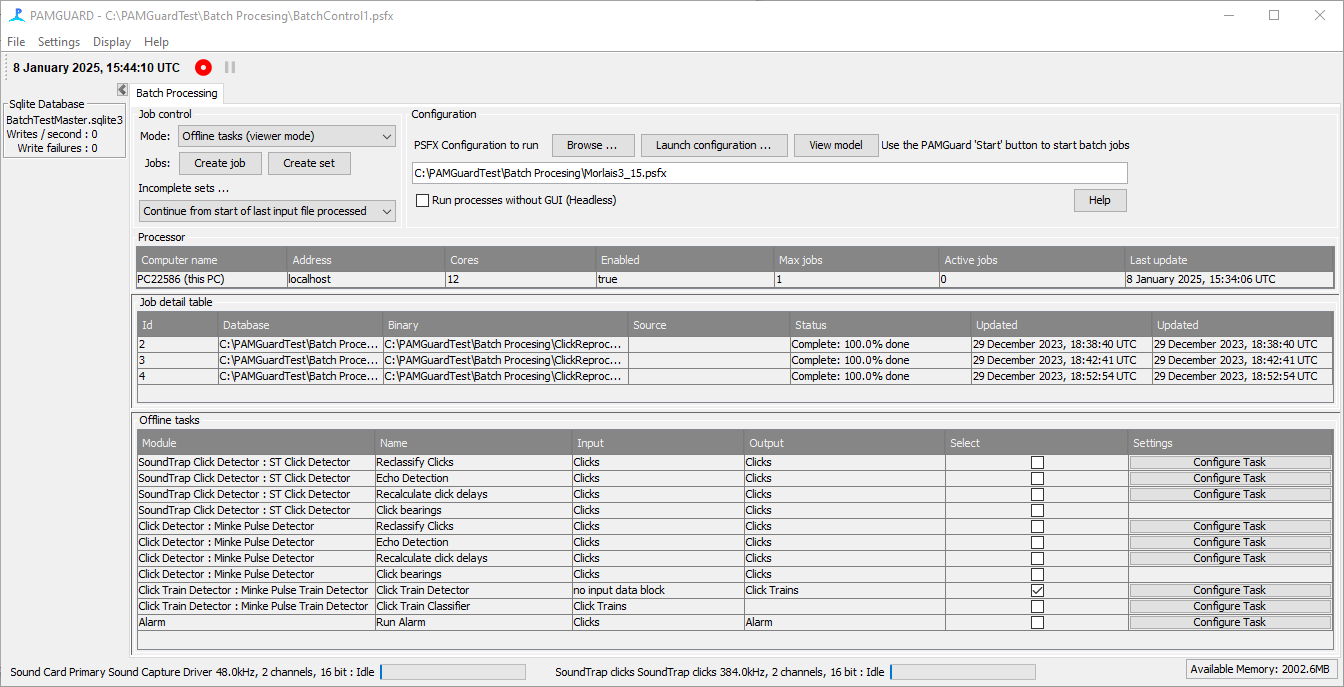 PAMGUARD - C:\PAMGuardTest\Batch Procesing\BatchControl1.psfx
File Settings Display Help
8 January 2025, 15:44:10 UTC
Sqlite Database
BatchTestMaster.sqlite3
Writes / second : 0
Write failures : 0
Batch Processing
Job control
Mode: Offline tasks (viewer mode)
Jobs: Create job Create set
Incomplete sets ...
Continue from start of last input file processed
Configuration
PSFX Configuration to run Browse ... Launch configuration ... View model Use the PAMGuard 'Start' button to start batch jobs
C:\PAMGuardTest\Batch Procesing\Morlais3_15.psfx
Run processes without GUI (Headless) Help
Processor
Computer name Address Cores Enabled Max jobs Active jobs Last update
PC22586 (this PC) localhost 12 true 1 0 8 January 2025, 15:34:06 UTC
Job detail table
Id Database Binary Source Status Updated Updated
2 C:\PAMGuardTest\Batch Proce... C:\PAMGuardTest\Batch Procesing\ClickReproc... Complete: 100.0% done 29 December 2023, 18:38:40 UTC 29 December 2023, 18:38:40 UTC
3 C:\PAMGuardTest\Batch Proce... C:\PAMGuardTest\Batch Procesing\ClickReproc... Complete: 100.0% done 29 December 2023, 18:42:41 UTC 29 December 2023, 18:42:41 UTC
4 C:\PAMGuardTest\Batch Proce... C:\PAMGuardTest\Batch Procesing\ClickReproc... Complete: 100.0% done 29 December 2023, 18:52:54 UTC 29 December 2023, 18:52:54 UTC
Offline tasks
Module Name Input Output Select Settings
SoundTrap Click Detector : ST Click Detector Reclassify Clicks Clicks Clicks Configure Task
SoundTrap Click Detector : ST Click Detector Echo Detection Clicks Clicks Configure Task
SoundTrap Click Detector : ST Click Detector Recalculate click delays Clicks Clicks Configure Task
SoundTrap Click Detector : ST Click Detector Click bearings Clicks Clicks
Click Detector : Minke Pulse Detector Reclassify Clicks Clicks Clicks Configure Task
Click Detector : Minke Pulse Detector Echo Detection Clicks Clicks Configure Task
Click Detector : Minke Pulse Detector Recalculate click delays Clicks Clicks Configure Task
Click Detector : Minke Pulse Detector Click bearings Clicks Clicks
Click Train Detector : Minke Pulse Train Detector Click Train Detector no input data block Click Trains Configure Task
Click Train Detector : Minke Pulse Train Detector Click Train Classifier Click Trains Configure Task
Alarm Run Alarm Clicks Alarm Configure Task
Sound Card Primary Sound Capture Driver 48.0kHz, 2 channels, 16 bit : Idle SoundTrap clicks SoundTrap clicks 384.0kHz, 2 channels, 16 bit : Idle Available Memory: 2002.6MB